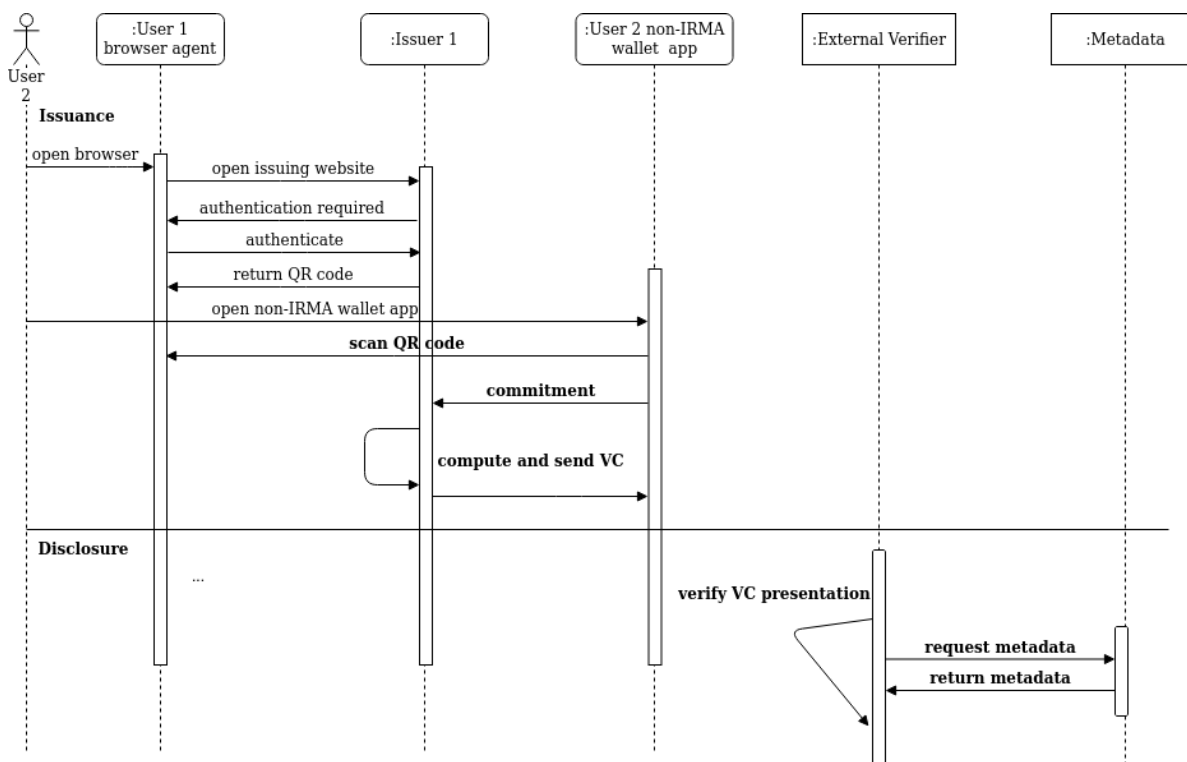 :User 1
browser agent
:Issuer 1
:User 2 non-IRMA
wallet app
:External Verifier
:Metadata
User
2
Issuance
open browser
open issuing website
authentication required
authenticate
return QR code
open non-IRMA wallet app
scan QR code
commitment
compute and send VC
Disclosure
...
verify VC presentation
request metadata
return metadata